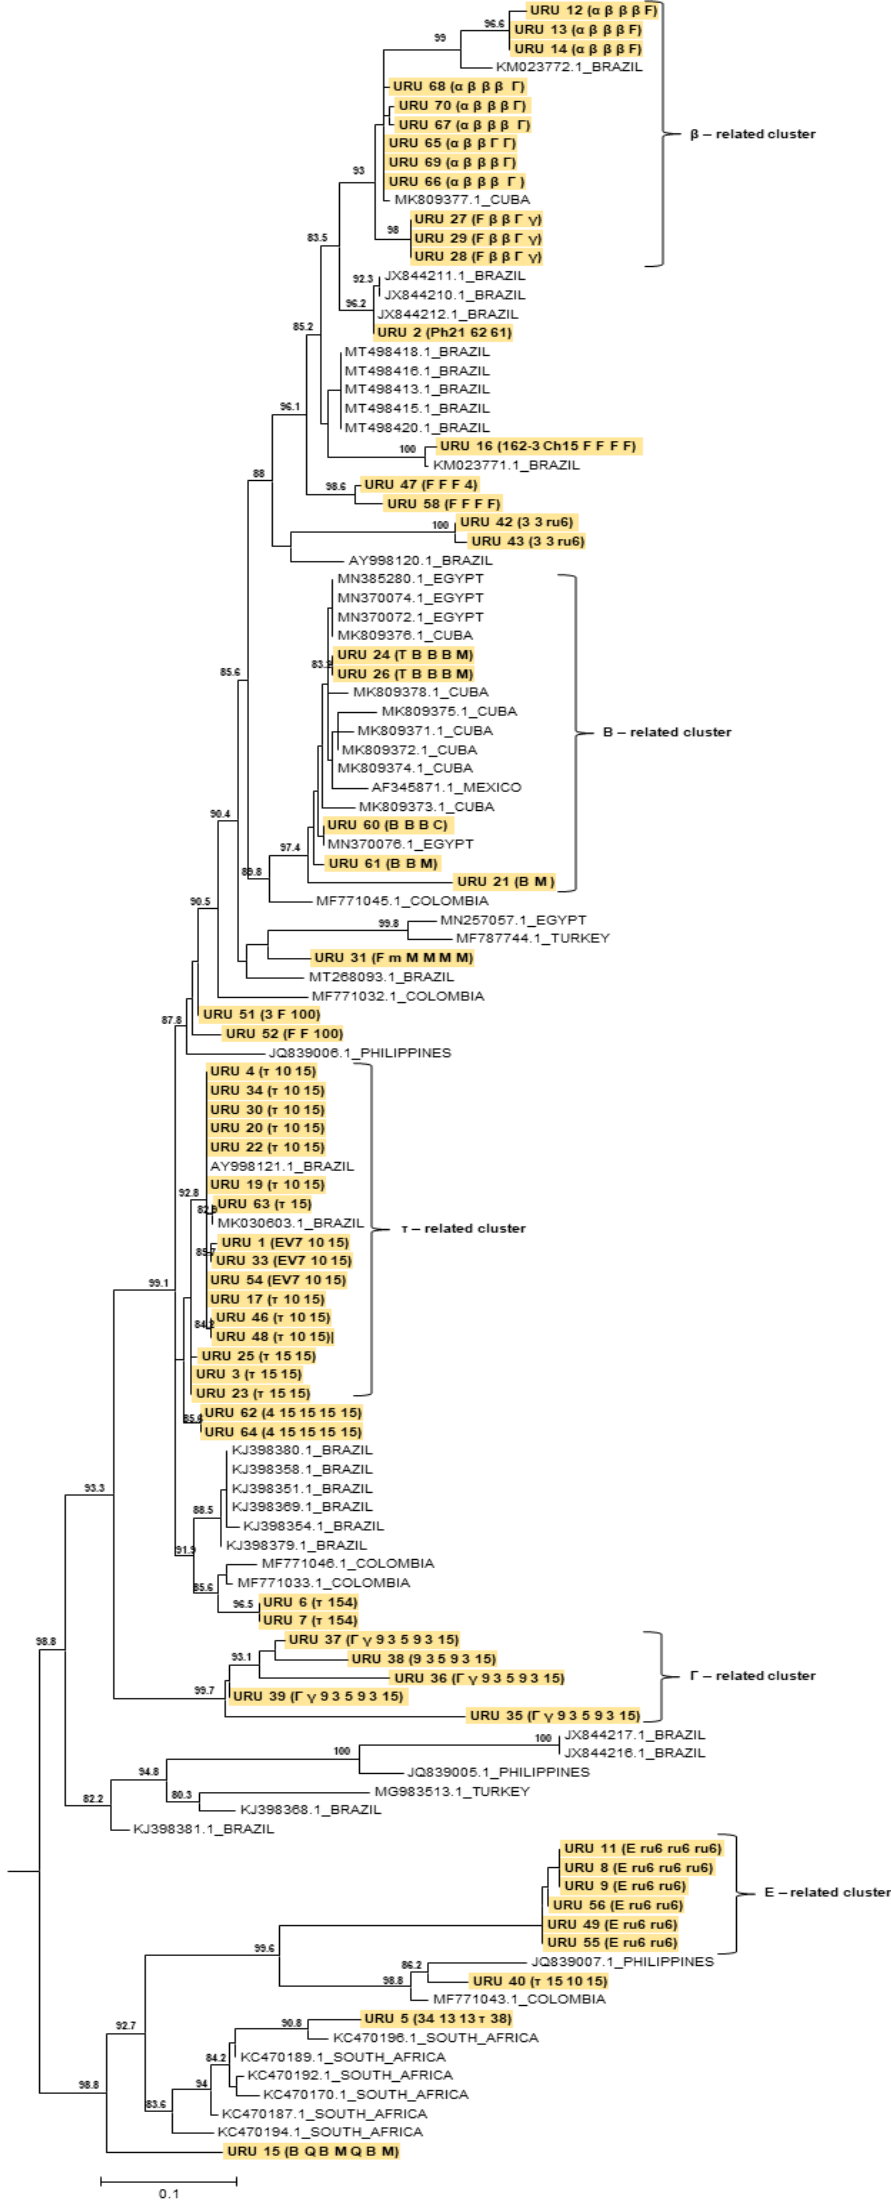 URU 12 (α β β β F)
96.6
URU 13 (α β β β F)
99
URU 14 (α β β β F)
KM023772.1_BRAZIL
URU 68 (α β β β Γ)
URU 70 (α β β β Γ)
URU 67 (α β β β Γ)
β – related cluster
URU 65 (α β β Γ Γ)
URU 69 (α β β β Γ)
93
URU 66 (α β β β Γ )
MK809377.1_CUBA
URU 27 (F β β Γ γ)
98
URU 29 (F β β Γ γ)
83.5
URU 28 (F β β Γ γ)
JX844211.1_BRAZIL
92.3
JX844210.1_BRAZIL
96.2
JX844212.1_BRAZIL
URU 2 (Ph21 62 61)
85.2
MT498418.1_BRAZIL
MT498416.1_BRAZIL
MT498413.1_BRAZIL
96.1
MT498415.1_BRAZIL
MT498420.1_BRAZIL
URU 16 (162-3 Ch15 F F F F)
100
KM023771.1_BRAZIL
88
URU 47 (F F F 4)
98.6
URU 58 (F F F F)
URU 42 (3 3 ru6)
100
URU 43 (3 3 ru6)
AY998120.1_BRAZIL
MN385280.1_EGYPT
MN370074.1_EGYPT
MN370072.1_EGYPT
MK809376.1_CUBA
URU 24 (T B B B M)
83.2
URU 26 (T B B B M)
85.6
MK809378.1_CUBA
MK809375.1_CUBA
MK809371.1_CUBA
B – related cluster
MK809372.1_CUBA
MK809374.1_CUBA
AF345871.1_MEXICO
MK809373.1_CUBA
90.4
URU 60 (B B B C)
MN370076.1_EGYPT
97.4
URU 61 (B B M)
89.8
URU 21 (B M )
MF771045.1_COLOMBIA
90.5
MN257057.1_EGYPT
99.8
MF787744.1_TURKEY
URU 31 (F m M M M M)
MT268093.1_BRAZIL
MF771032.1_COLOMBIA
URU 51 (3 F 100)
87.8
URU 52 (F F 100)
JQ839006.1_PHILIPPINES
URU 4 (τ 10 15)
URU 34 (τ 10 15)
URU 30 (τ 10 15)
URU 20 (τ 10 15)
URU 22 (τ 10 15)
AY998121.1_BRAZIL
URU 19 (τ 10 15)
92.8
URU 63 (τ 15)
MK030603.1_BRAZIL
τ – related cluster
URU 1 (EV7 10 15)
URU 33 (EV7 10 15)
URU 54 (EV7 10 15)
99.1
URU 17 (τ 10 15)
URU 46 (τ 10 15)
84.2
URU 48 (τ 10 15)|
URU 25 (τ 15 15)
URU 3 (τ 15 15)
URU 23 (τ 15 15)
URU 62 (4 15 15 15 15)
URU 64 (4 15 15 15 15)
KJ398380.1_BRAZIL
KJ398358.1_BRAZIL
93.3
KJ398351.1_BRAZIL
KJ398369.1_BRAZIL
88.5
KJ398354.1_BRAZIL
KJ398379.1_BRAZIL
91.9
MF771046.1_COLOMBIA
MF771033.1_COLOMBIA
85.6
URU 6 (τ 154)
96.5
URU 7 (τ 154)
98.8
URU 37 (Γ γ 9 3 5 9 3 15)
93.1
URU 38 (9 3 5 9 3 15)
URU 36 (Γ γ 9 3 5 9 3 15)
Γ – related cluster
99.7
URU 39 (Γ γ 9 3 5 9 3 15)
URU 35 (Γ γ 9 3 5 9 3 15)
JX844217.1_BRAZIL
100
JX844216.1_BRAZIL
100
JQ839005.1_PHILIPPINES
94.8
MG983513.1_TURKEY
80.3
82.2
KJ398368.1_BRAZIL
KJ398381.1_BRAZIL
URU 11 (E ru6 ru6 ru6)
URU 8 (E ru6 ru6 ru6)
URU 9 (E ru6 ru6)
E – related cluster
URU 56 (E ru6 ru6)
URU 49 (E ru6 ru6)
URU 55 (E ru6 ru6)
99.6
JQ839007.1_PHILIPPINES
86.2
URU 40 (τ 15 10 15)
98.8
MF771043.1_COLOMBIA
URU 5 (34 13 13 τ 38)
92.7
90.8
KC470196.1_SOUTH_AFRICA
KC470189.1_SOUTH_AFRICA
84.2
KC470192.1_SOUTH_AFRICA
94
KC470170.1_SOUTH_AFRICA
98.8
83.6
KC470187.1_SOUTH_AFRICA
KC470194.1_SOUTH_AFRICA
URU 15 (B Q B M Q B M)
0.1